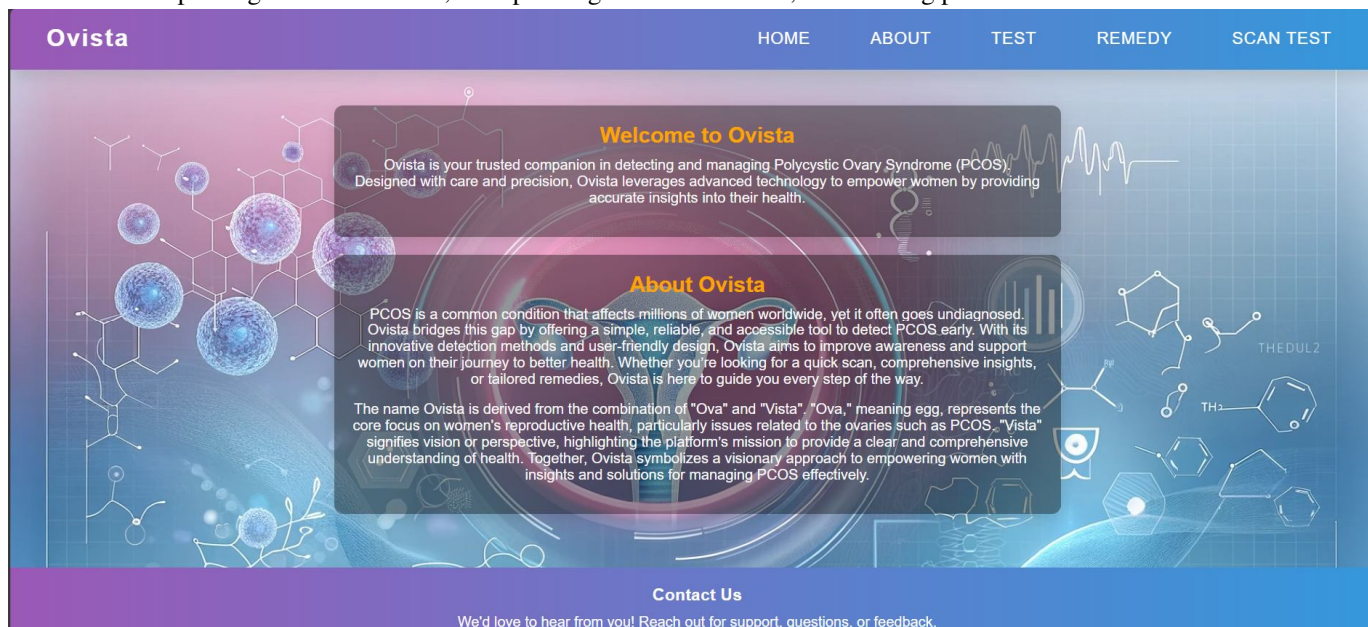 Ovista
HOME ABOUT TEST REMEDY SCAN TEST
Welcome to Ovista
Ovista is your trusted companion in detecting and managing Polycystic Ovary Syndrome (PCOS).
Designed with care and precision, Ovista leverages advanced technology to empower women by providing
accurate insights into their health.
About Ovista
PCOS is a common condition that affects millions of women worldwide, yet it often goes undiagnosed.
Ovista bridges this gap by offering a simple, reliable, and accessible tool to detect PCOS early. With its
innovative detection methods and user-friendly design, Ovista aims to improve awareness and support
women on their journey to better health. Whether you're looking for a quick scan, comprehensive insights,
or tailored remedies, Ovista is here to guide you every step of the way.
The name Ovista is derived from the combination of "Ova" and "Vista". "Ova," meaning egg, represents the
core focus on women's reproductive health, particularly issues related to the ovaries such as PCOS. "Vista"
signifies vision or perspective, highlighting the platform's mission to provide a clear and comprehensive
understanding of health. Together, Ovista symbolizes a visionary approach to empowering women with
insights and solutions for managing PCOS effectively.
THEDUL2
TH2
Contact Us
We'd love to hear from you! Reach out for support, questions, or feedback.